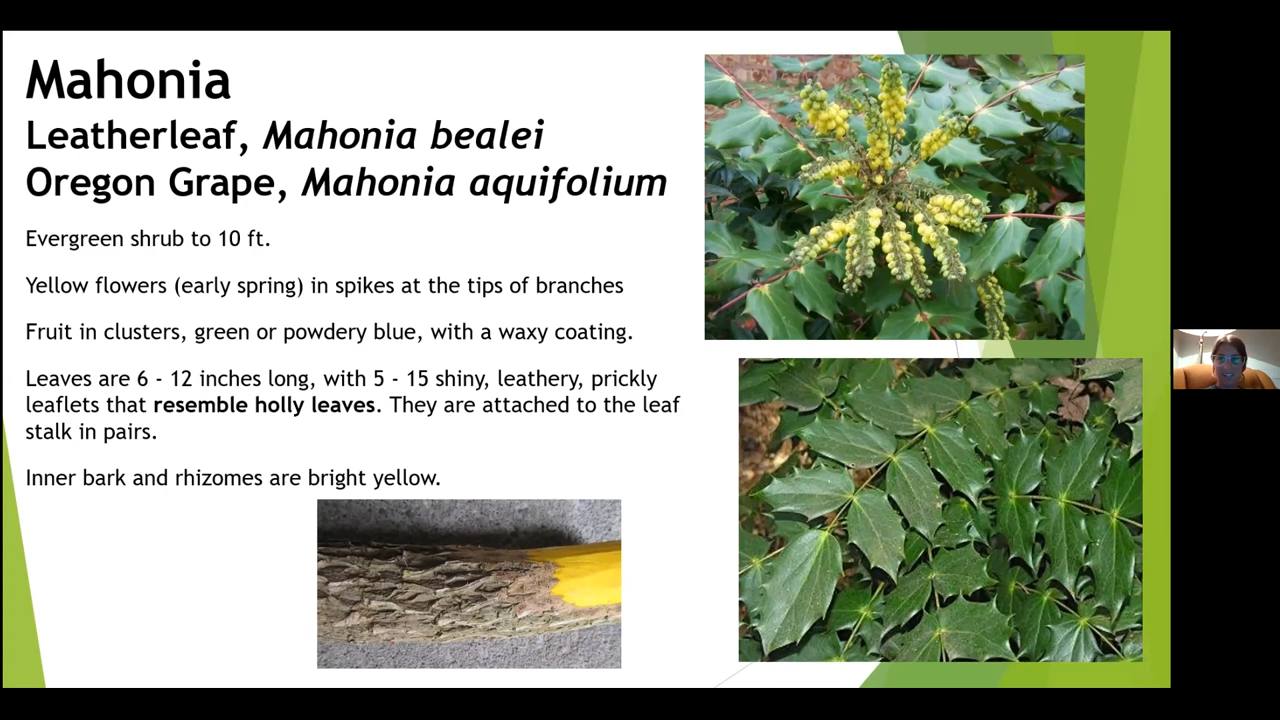 Mahonia
Leatherleaf, Mahonia bealei
Oregon Grape, Mahonia aquifolium
Evergreen shrub to 10 ft.
Yellow flowers (early spring) in spikes at the tips of branches
Fruit in clusters, green or powdery blue, with a waxy coating.
Leaves are 6 - 12 inches long, with 5 - 15 shiny, leathery, prickly
leaflets that resemble holly leaves. They are attached to the leaf
stalk in pairs.
Inner bark and rhizomes are bright yellow.